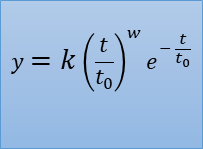 y = k (t/t₀)^w e^(-t/t₀)